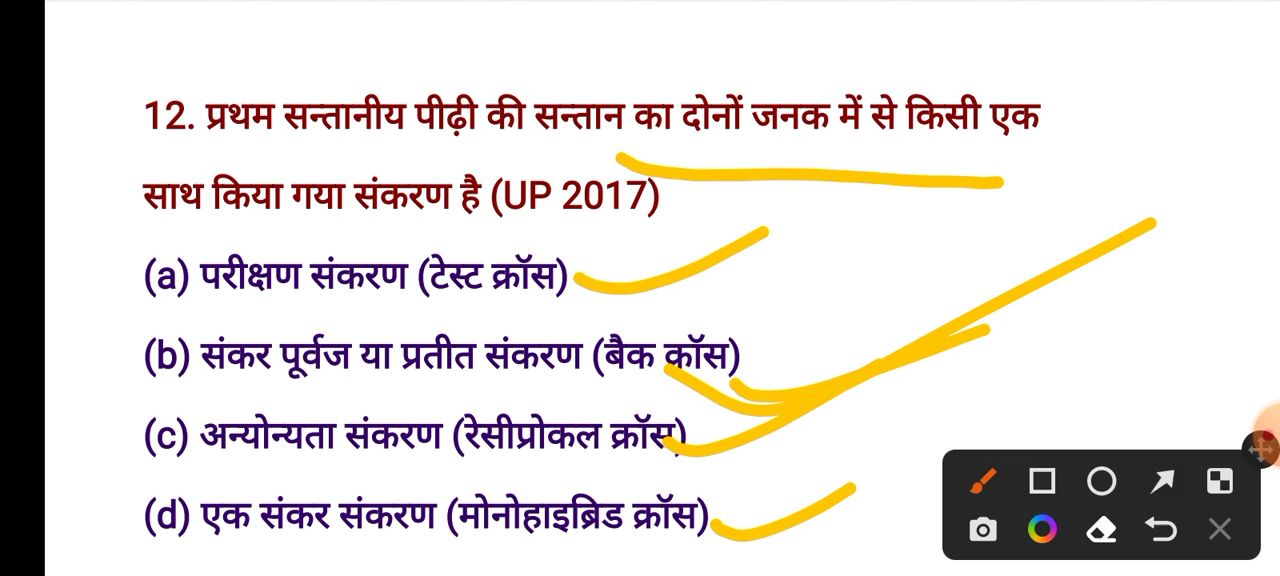 12. प्रथम सन्तानीय पीढ़ी की सन्तान का दोनों जनक में से किसी एक
साथ किया गया संकरण है (UP 2017)
(a) परीक्षण संकरण (टेस्ट क्रॉस)
(b) संकर पूर्वज या प्रतीत संकरण (बैक क्रॉस)
(c) अन्योन्यता संकरण (रेसीप्रोकल क्रॉस)
(d) एक संकर संकरण (मोनोहाइब्रिड क्रॉस)